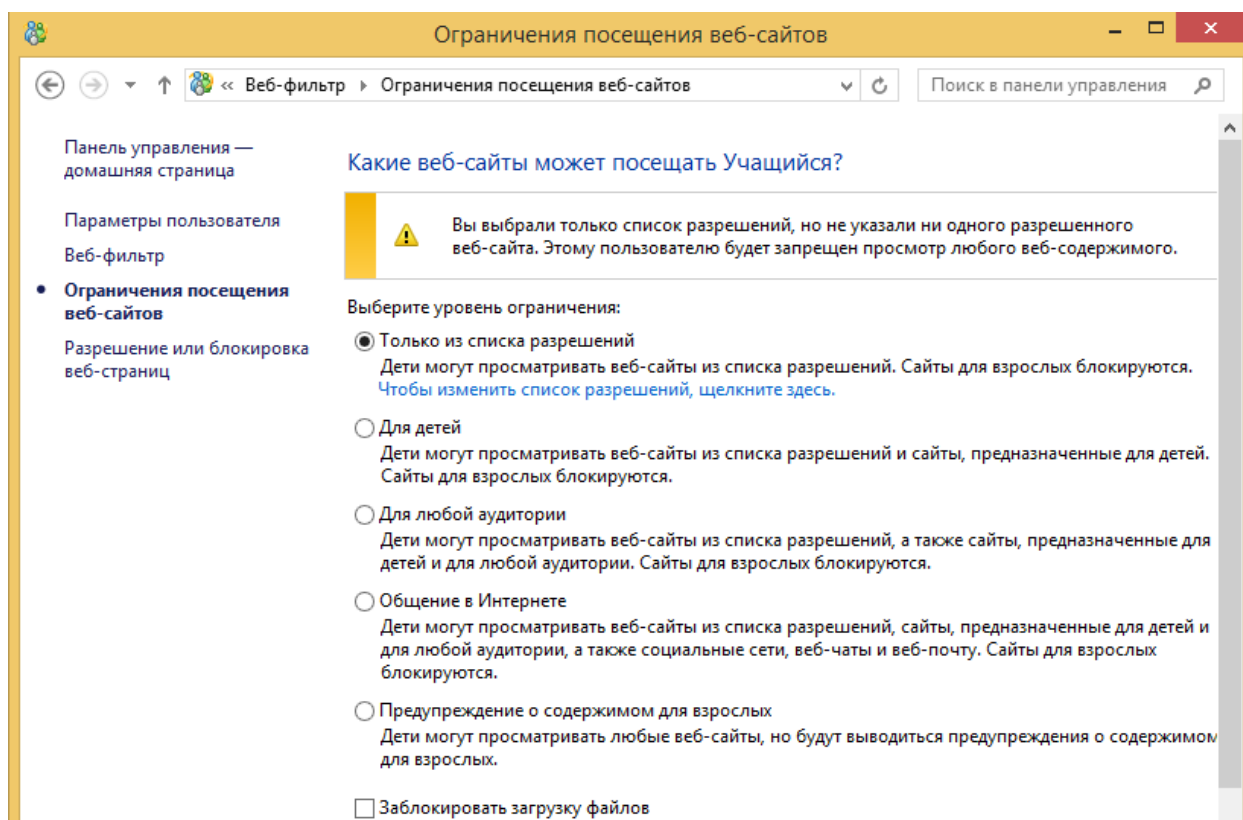 Ограничения посещения веб-сайтов
« Веб-фильтр Ограничения посещения веб-сайтов
Поиск в панели управления
Панель управления —
домашняя страница
Параметры пользователя
Веб-фильтр
• Ограничения посещения
веб-сайтов
Разрешение или блокировка
веб-страниц
Какие веб-сайты может посещать Учащийся?
Вы выбрали только список разрешений, но не указали ни одного разрешенного
веб-сайта. Этому пользователю будет запрещен просмотр любого веб-содержимого.
Выберите уровень ограничения:
Только из списка разрешений
Дети могут просматривать веб-сайты из списка разрешений. Сайты для взрослых блокируются.
Чтобы изменить список разрешений, щелкните здесь.
Для детей
Дети могут просматривать веб-сайты из списка разрешений и сайты, предназначенные для детей.
Сайты для взрослых блокируются.
Для любой аудитории
Дети могут просматривать веб-сайты из списка разрешений, а также сайты, предназначенные для
детей и для любой аудитории. Сайты для взрослых блокируются.
Общение в Интернете
Дети могут просматривать веб-сайты из списка разрешений, сайты, предназначенные для детей и
для любой аудитории, а также социальные сети, веб-чаты и веб-почту. Сайты для взрослых
блокируются.
Предупреждение о содержимом для взрослых
Дети могут просматривать любые веб-сайты, но будут выводиться предупреждения о содержимом
для взрослых.
Заблокировать загрузку файлов